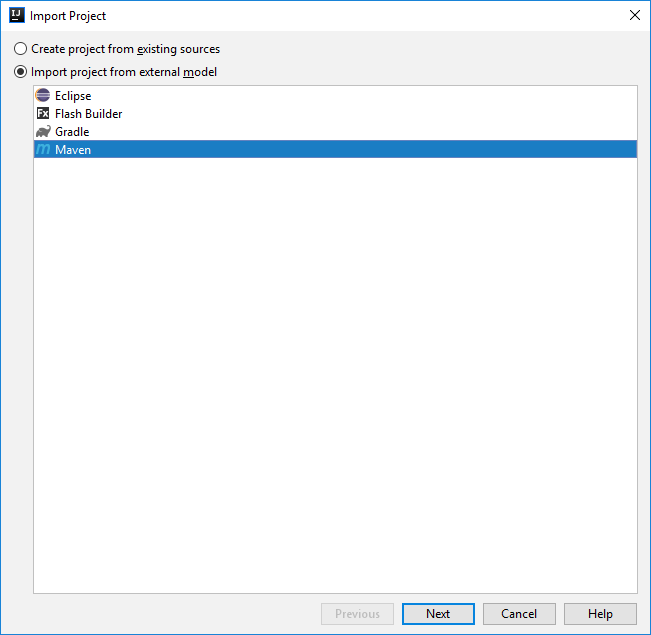 IJ Import Project
Create project from existing sources
Import project from external model
Eclipse
FX Flash Builder
Gradle
m Maven
Previous Next Cancel Help